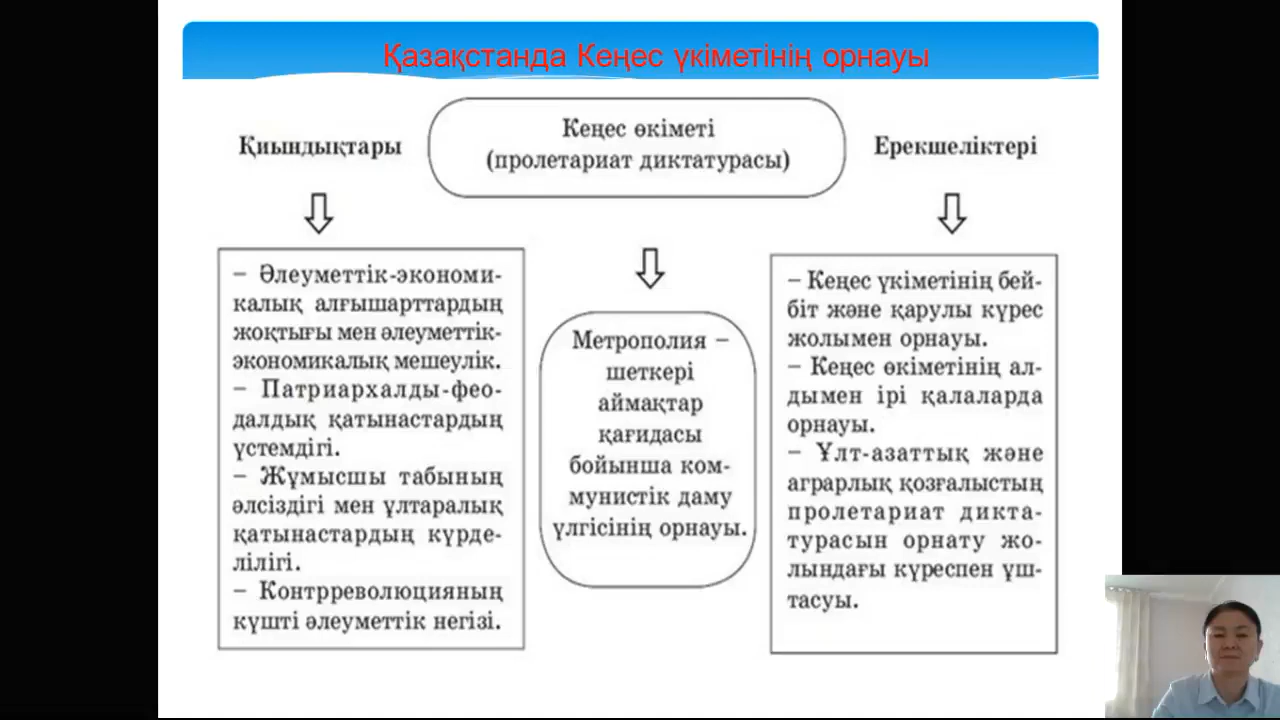 Қазақстанда Кеңес үкіметінің орнауы
Қиындықтары
Кеңес өкіметі
(пролетариат диктатурасы)
Ерекшеліктері
– Әлеуметтік-экономи-
калық алғышарттардың
жоқтығы мен әлеуметтік-
экономикалық мешеулік.
– Патриархалды-фео-
далдық қатынастардың
үстемдігі.
– Жұмысшы табының
әлсіздігі мен ұлтаралық
қатынастардың күрде-
лілігі.
– Контрреволюцияның
күшті әлеуметтік негізі.
Метрополия –
шеткері
аймақтар
қағидасы
бойынша ком-
мунистік даму
үлгісінің орнауы.
– Кеңес үкіметінің бей-
біт және қарулы күрес
жолымен орнауы.
– Кеңес өкіметінің ал-
дымен ірі қалаларда
орнауы.
– Ұлт-азаттық және
аграрлық қозғалыстың
пролетариат дикта-
турасын орнату жо-
лындағы күреспен ұш-
тасуы.